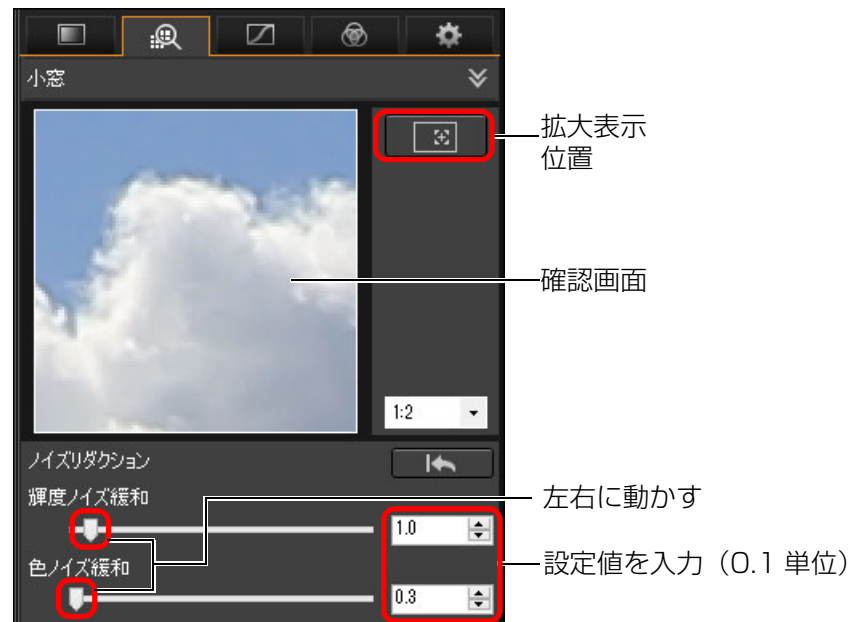 小窓
拡大表示
位置
確認画面
1:2
ノイズリダクション
輝度ノイズ緩和
左右に動かす
1.0
設定値を入力（0.1 単位）
色ノイズ緩和
0.3